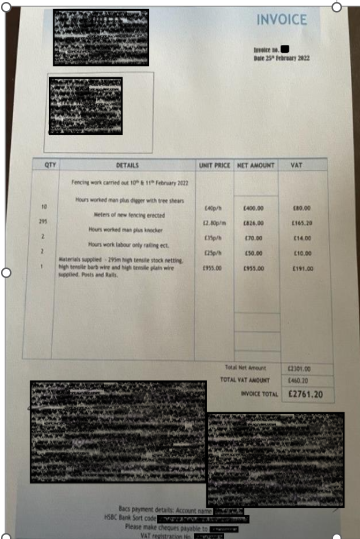 INVOICE
Invoice no.
Date 25th February 2022
QTY DETAILS UNIT PRICE NET AMOUNT VAT
Fencing work carried out 10th & 11th February 2022
10 Hours worked man plus digger with tree shears £40p/h £400.00 £80.00
295 Meters of new fencing erected £2.80p/m £826.00 £165.20
2 Hours worked man plus knocker £35p/h £70.00 £14.00
2 Hours work labour only railing ecc. £25p/h £50.00 £10.00
1 Materials supplied - 295m high tensile stock netting, £955.00 £955.00 £191.00
high tensile barb wire and high tensile plain wire
supplied. Posts and Rails.
Total Net Amount £2301.00
TOTAL VAT AMOUNT £460.20
INVOICE TOTAL £2761.20
Bacs payment details: Account name
HSBC Bank Sort code
Please make cheques payable to
VAT registration No.